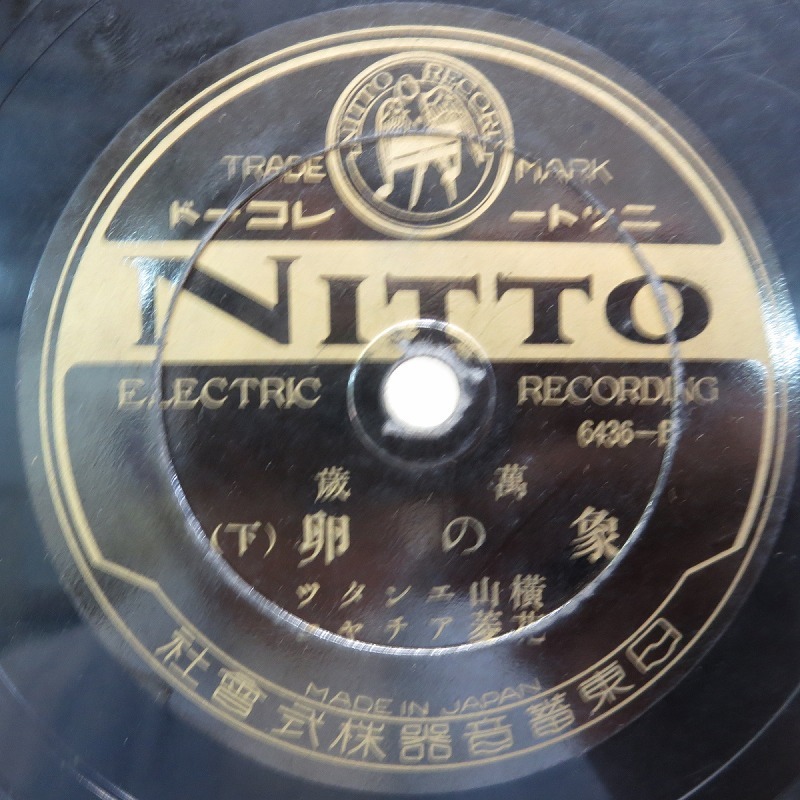 NITTO RECORD
TRADE MARK
ニットーレコード
NITTO
ELECTRIC RECORDING
6436-B
萬歳
象の卵(下)
横山エンタツ
花菱アチャコ
MADE IN JAPAN
日東蓄音器株式會社